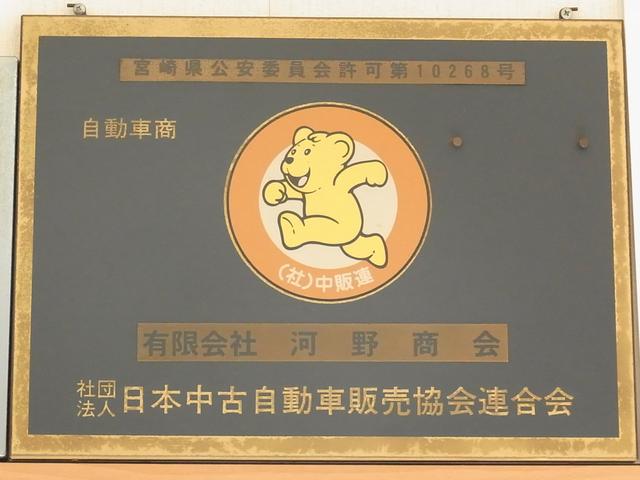 宮崎県公安委員会許可第10268号
自動車商
(社)中販連
有限会社 河野商会
社団法人 日本中古自動車販売協会連合会